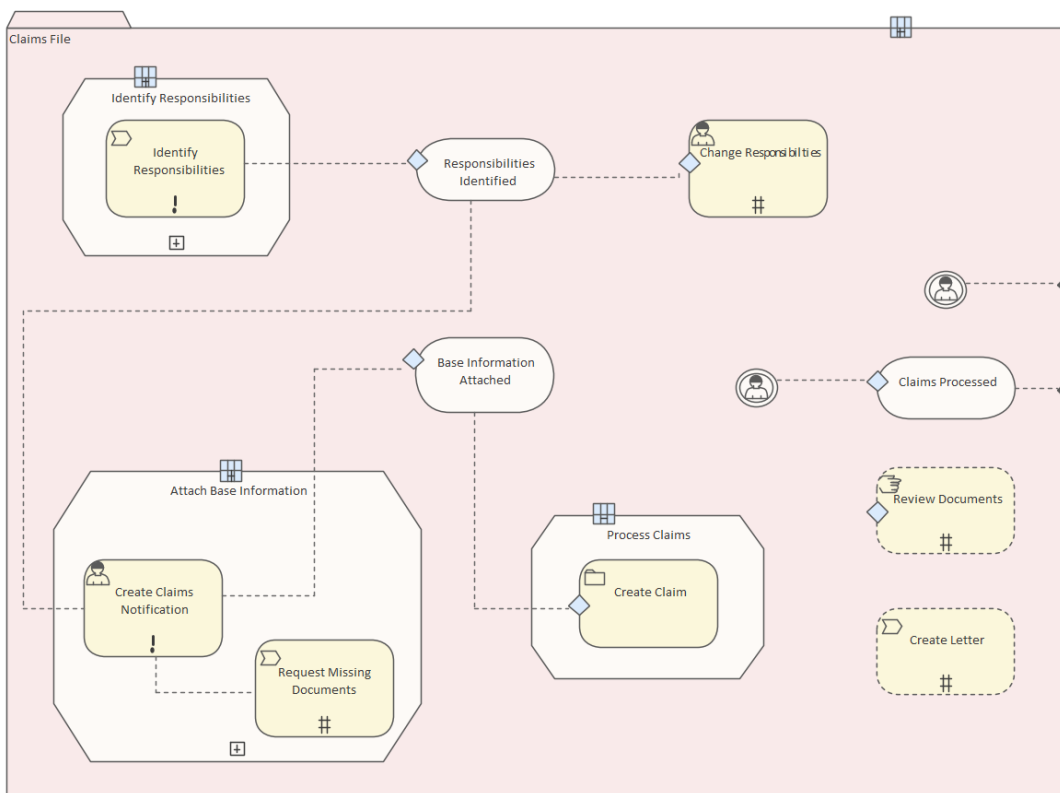 Claims File
Identify Responsibilities
Identify
Responsibilities
Responsibilities
Identified
Change Responsibilties
Base Information
Attached
Claims Processed
Attach Base Information
Review Documents
Process Claims
Create Claims
Notification
Create Claim
Create Letter
Request Missing
Documents